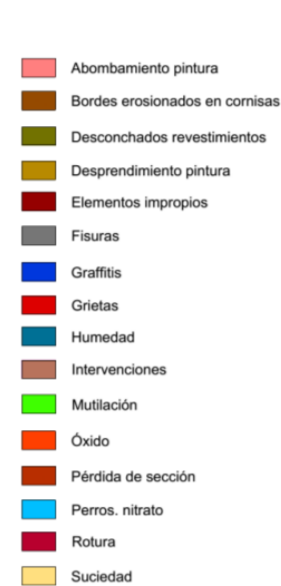 Abombamiento pintura
Bordes erosionados en cornisas
Desconchados revestimientos
Desprendimiento pintura
Elementos impropios
Fisuras
Graffitis
Grietas
Humedad
Intervenciones
Mutilación
Óxido
Pérdida de sección
Perros. nitrato
Rotura
Suciedad